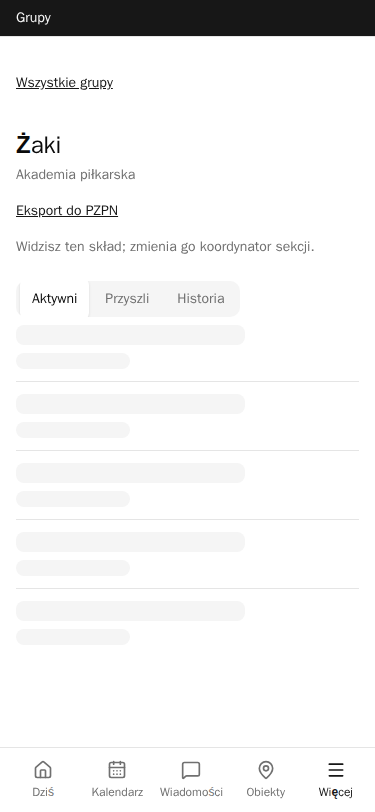 Grupy
Wszystkie grupy
Żaki
Akademia piłkarska
Eksport do PZPN
Widzisz ten skład; zmienia go koordynator sekcji.
Aktywni Przyszli Historia
Dziś Kalendarz Wiadomości Obiekty Więcej